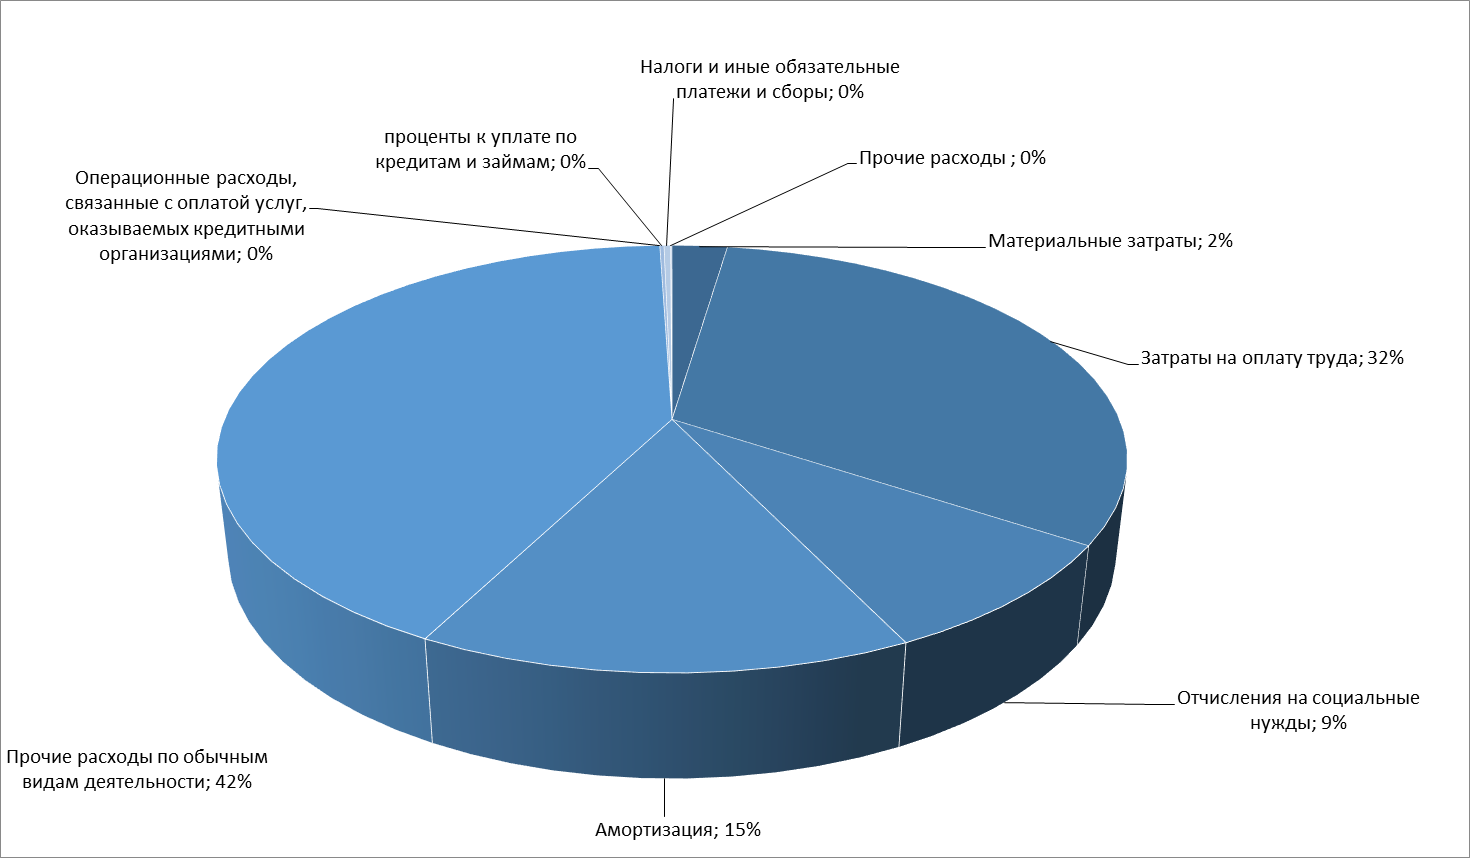 Налоги и иные обязательные
платежи и сборы; 0%
проценты к уплате по
кредитам и займам; 0%
Прочие расходы ; 0%
Операционные расходы,
связанные с оплатой услуг,
оказываемых кредитными
организациями; 0%
Материальные затраты; 2%
Затраты на оплату труда; 32%
Отчисления на социальные
нужды; 9%
Прочие расходы по обычным
видам деятельности; 42%
Амортизация; 15%